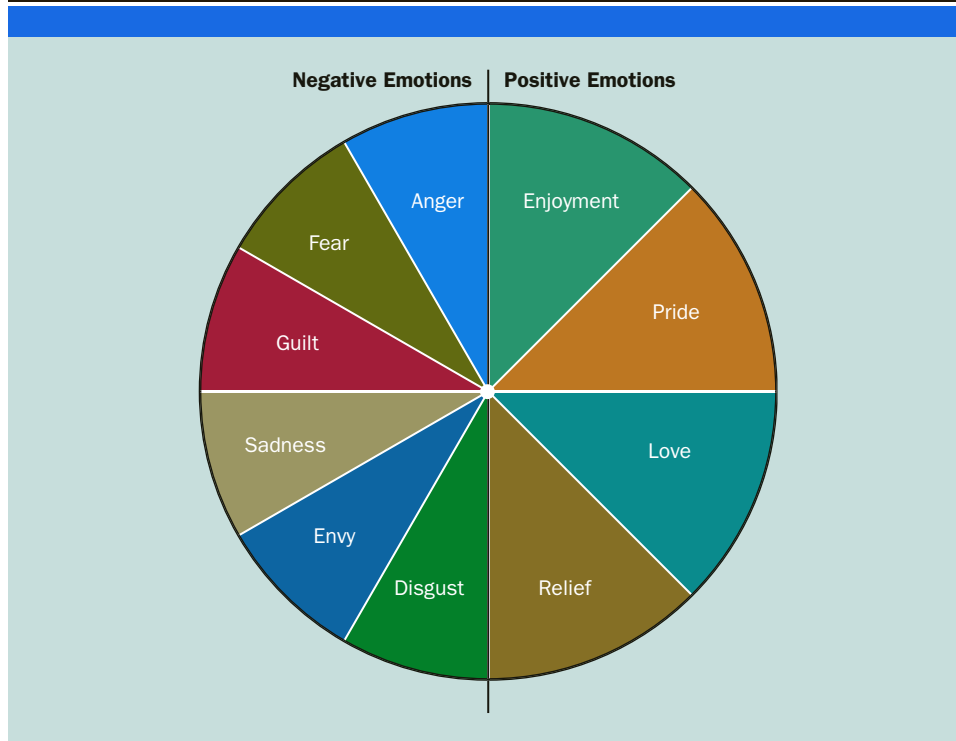 Negative Emotions
Positive Emotions
Anger
Enjoyment
Fear
Pride
Guilt
Sadness
Love
Envy
Disgust
Relief